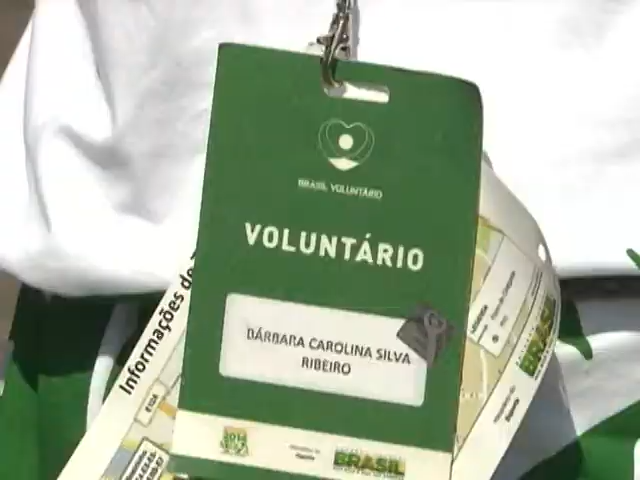 BRASIL VOLUNTÁRIO
VOLUNTÁRIO
BÁRBARA CAROLINA SILVA
RIBEIRO
Informações de
BRASIL
BRASIL